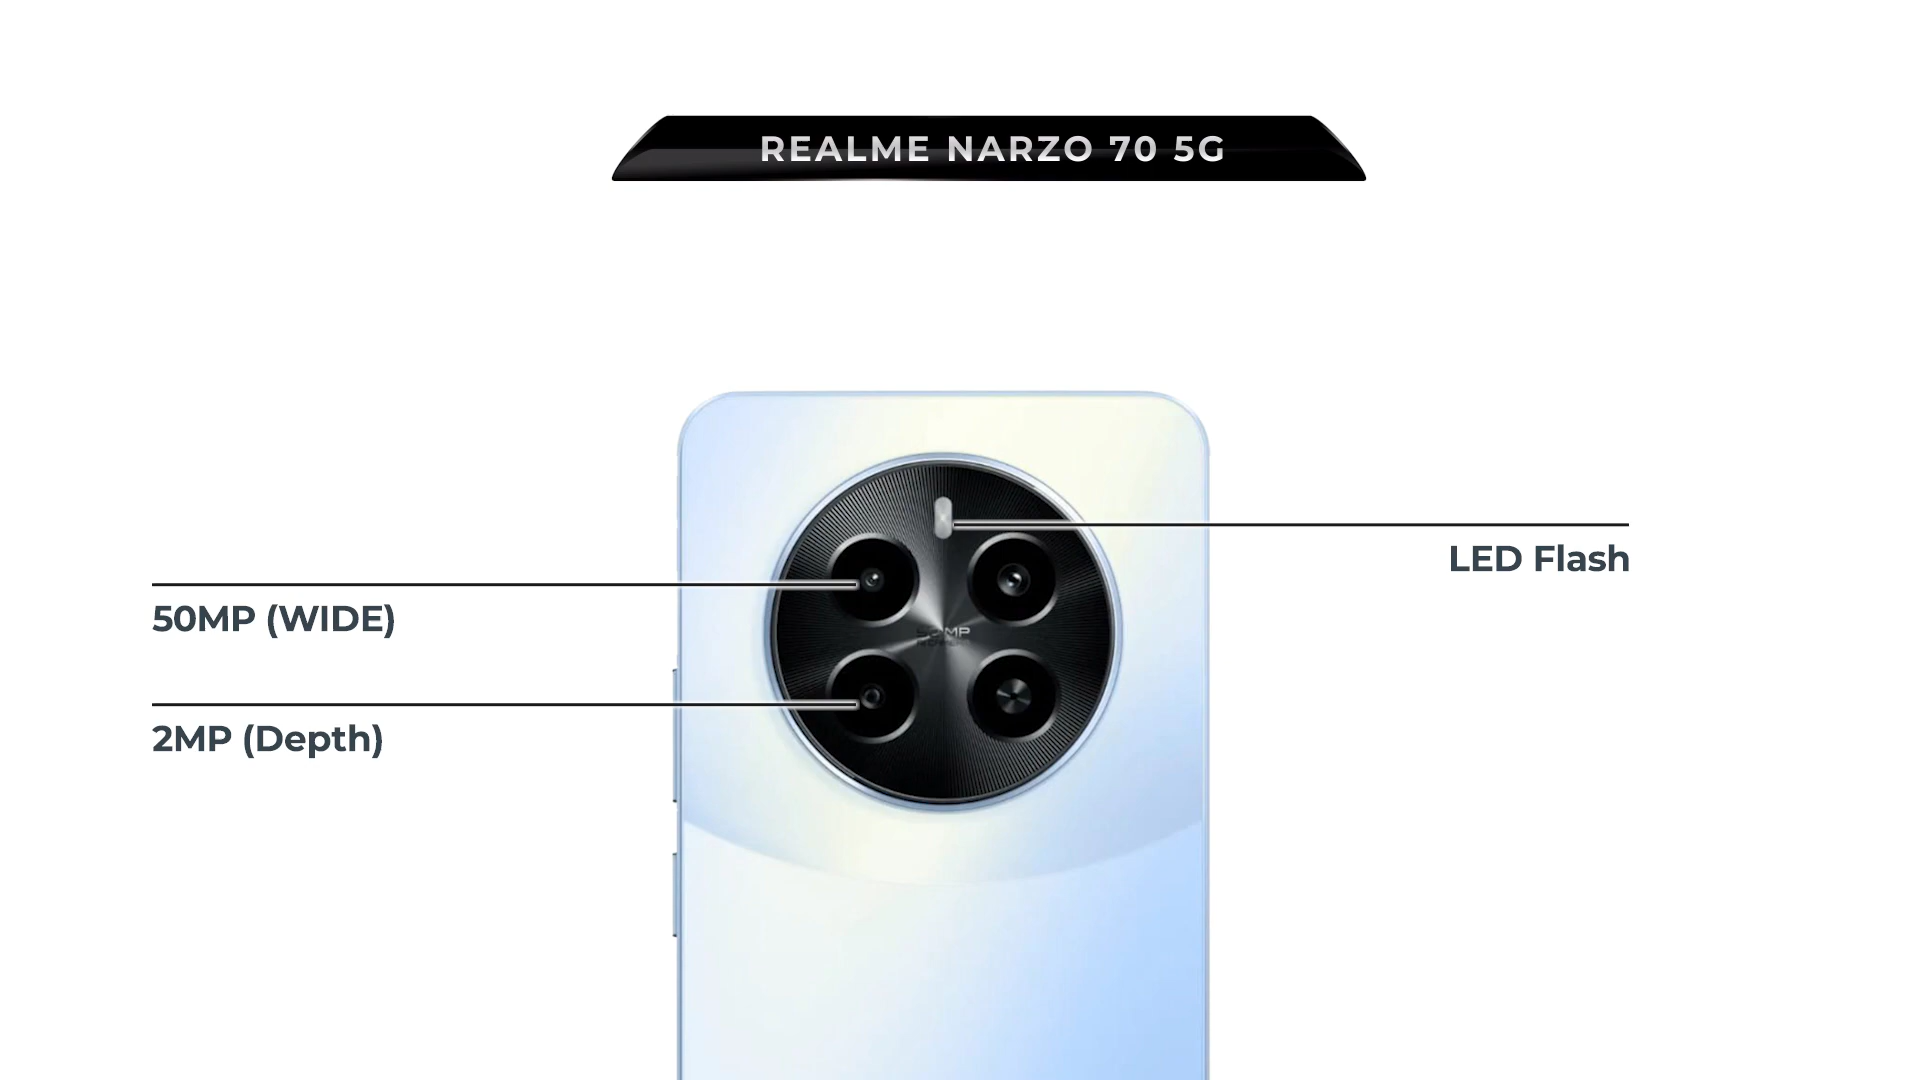 REALME NARZO 70 5G
LED Flash
50MP (WIDE)
2MP (Depth)